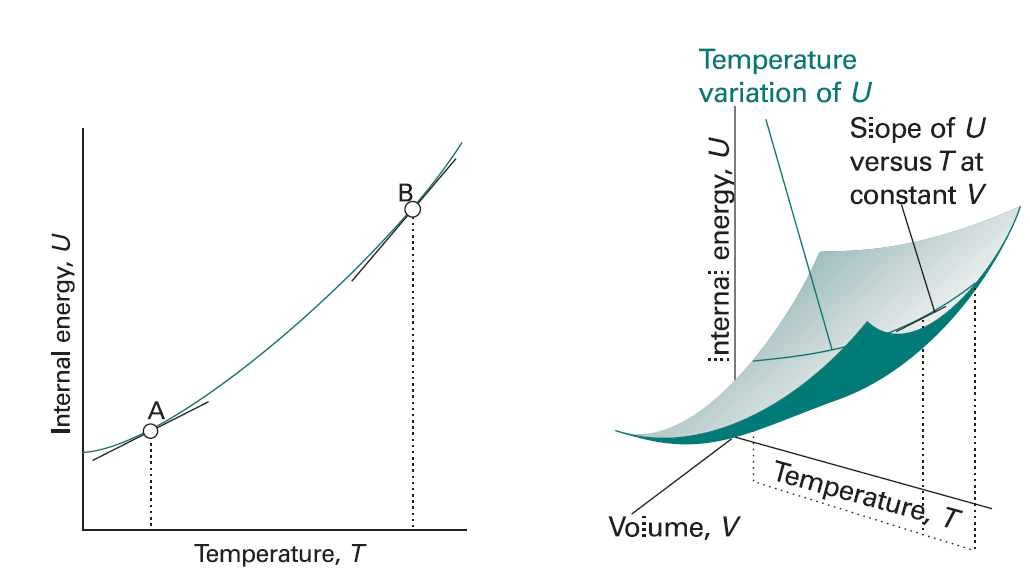 Internal energy, U
A
B
Temperature, T
Temperature
variation of U
Internal energy, U
Slope of U
versus T at
constant V
Volume, V
Temperature, T